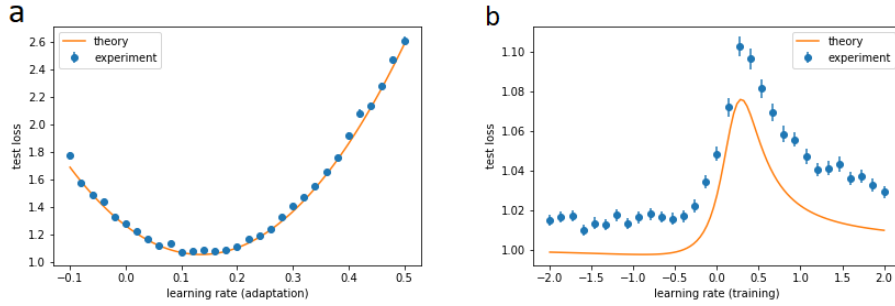 a
theory
experiment
2.6
2.4
2.2
2.0
1.8
1.6
1.4
1.2
1.0
test loss
−0.1 0.0 0.1 0.2 0.3 0.4 0.5
learning rate (adaptation)
b
theory
experiment
1.10
1.08
1.06
1.04
1.02
1.00
test loss
−2.0 −1.5 −1.0 −0.5 0.0 0.5 1.0 1.5 2.0
learning rate (training)